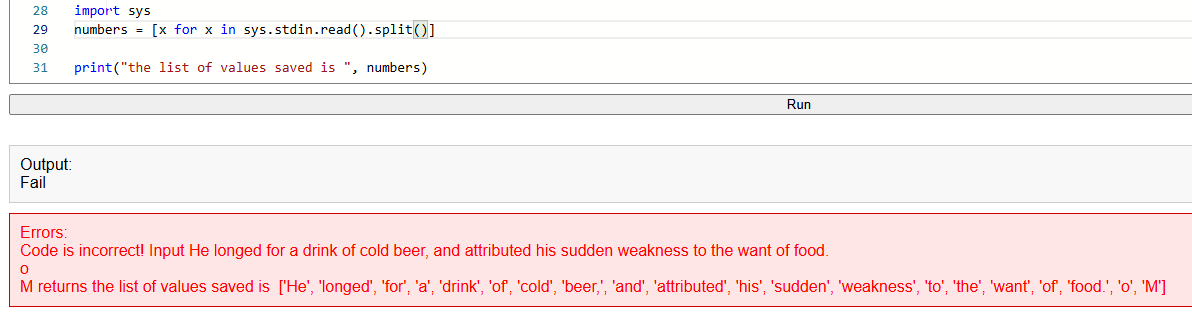 28 import sys
29 numbers = [x for x in sys.stdin.read().split()]
30
31 print("the list of values saved is ", numbers)
Run
Output:
Fail
Errors:
Code is incorrect! Input He longed for a drink of cold beer, and attributed his sudden weakness to the want of food.
o
M returns the list of values saved is  ['He', 'longed', 'for', 'a', 'drink', 'of', 'cold', 'beer,', 'and', 'attributed', 'his', 'sudden', 'weakness', 'to', 'the', 'want', 'of', 'food.', 'o', 'M']